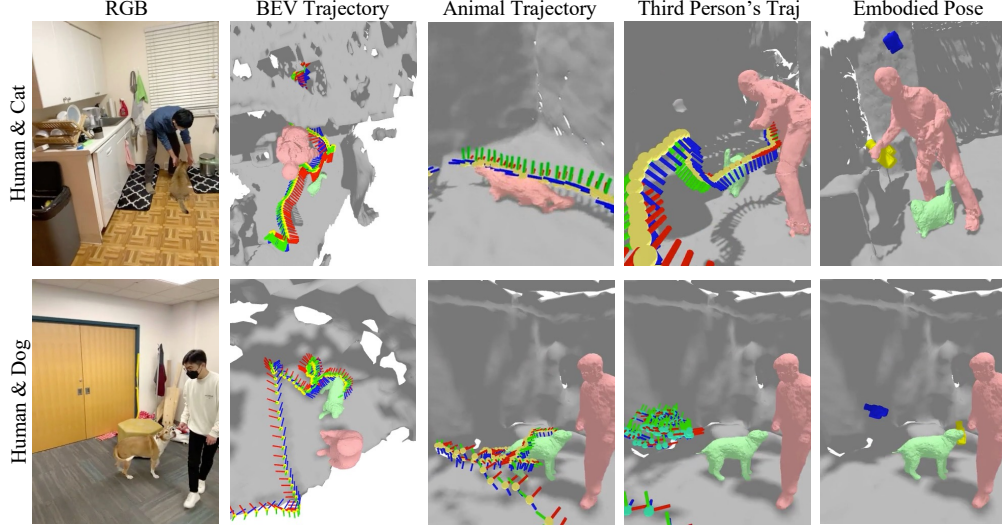 RGB
BEV Trajectory
Animal Trajectory
Third Person's Traj
Embodied Pose
Human & Cat
Human & Dog